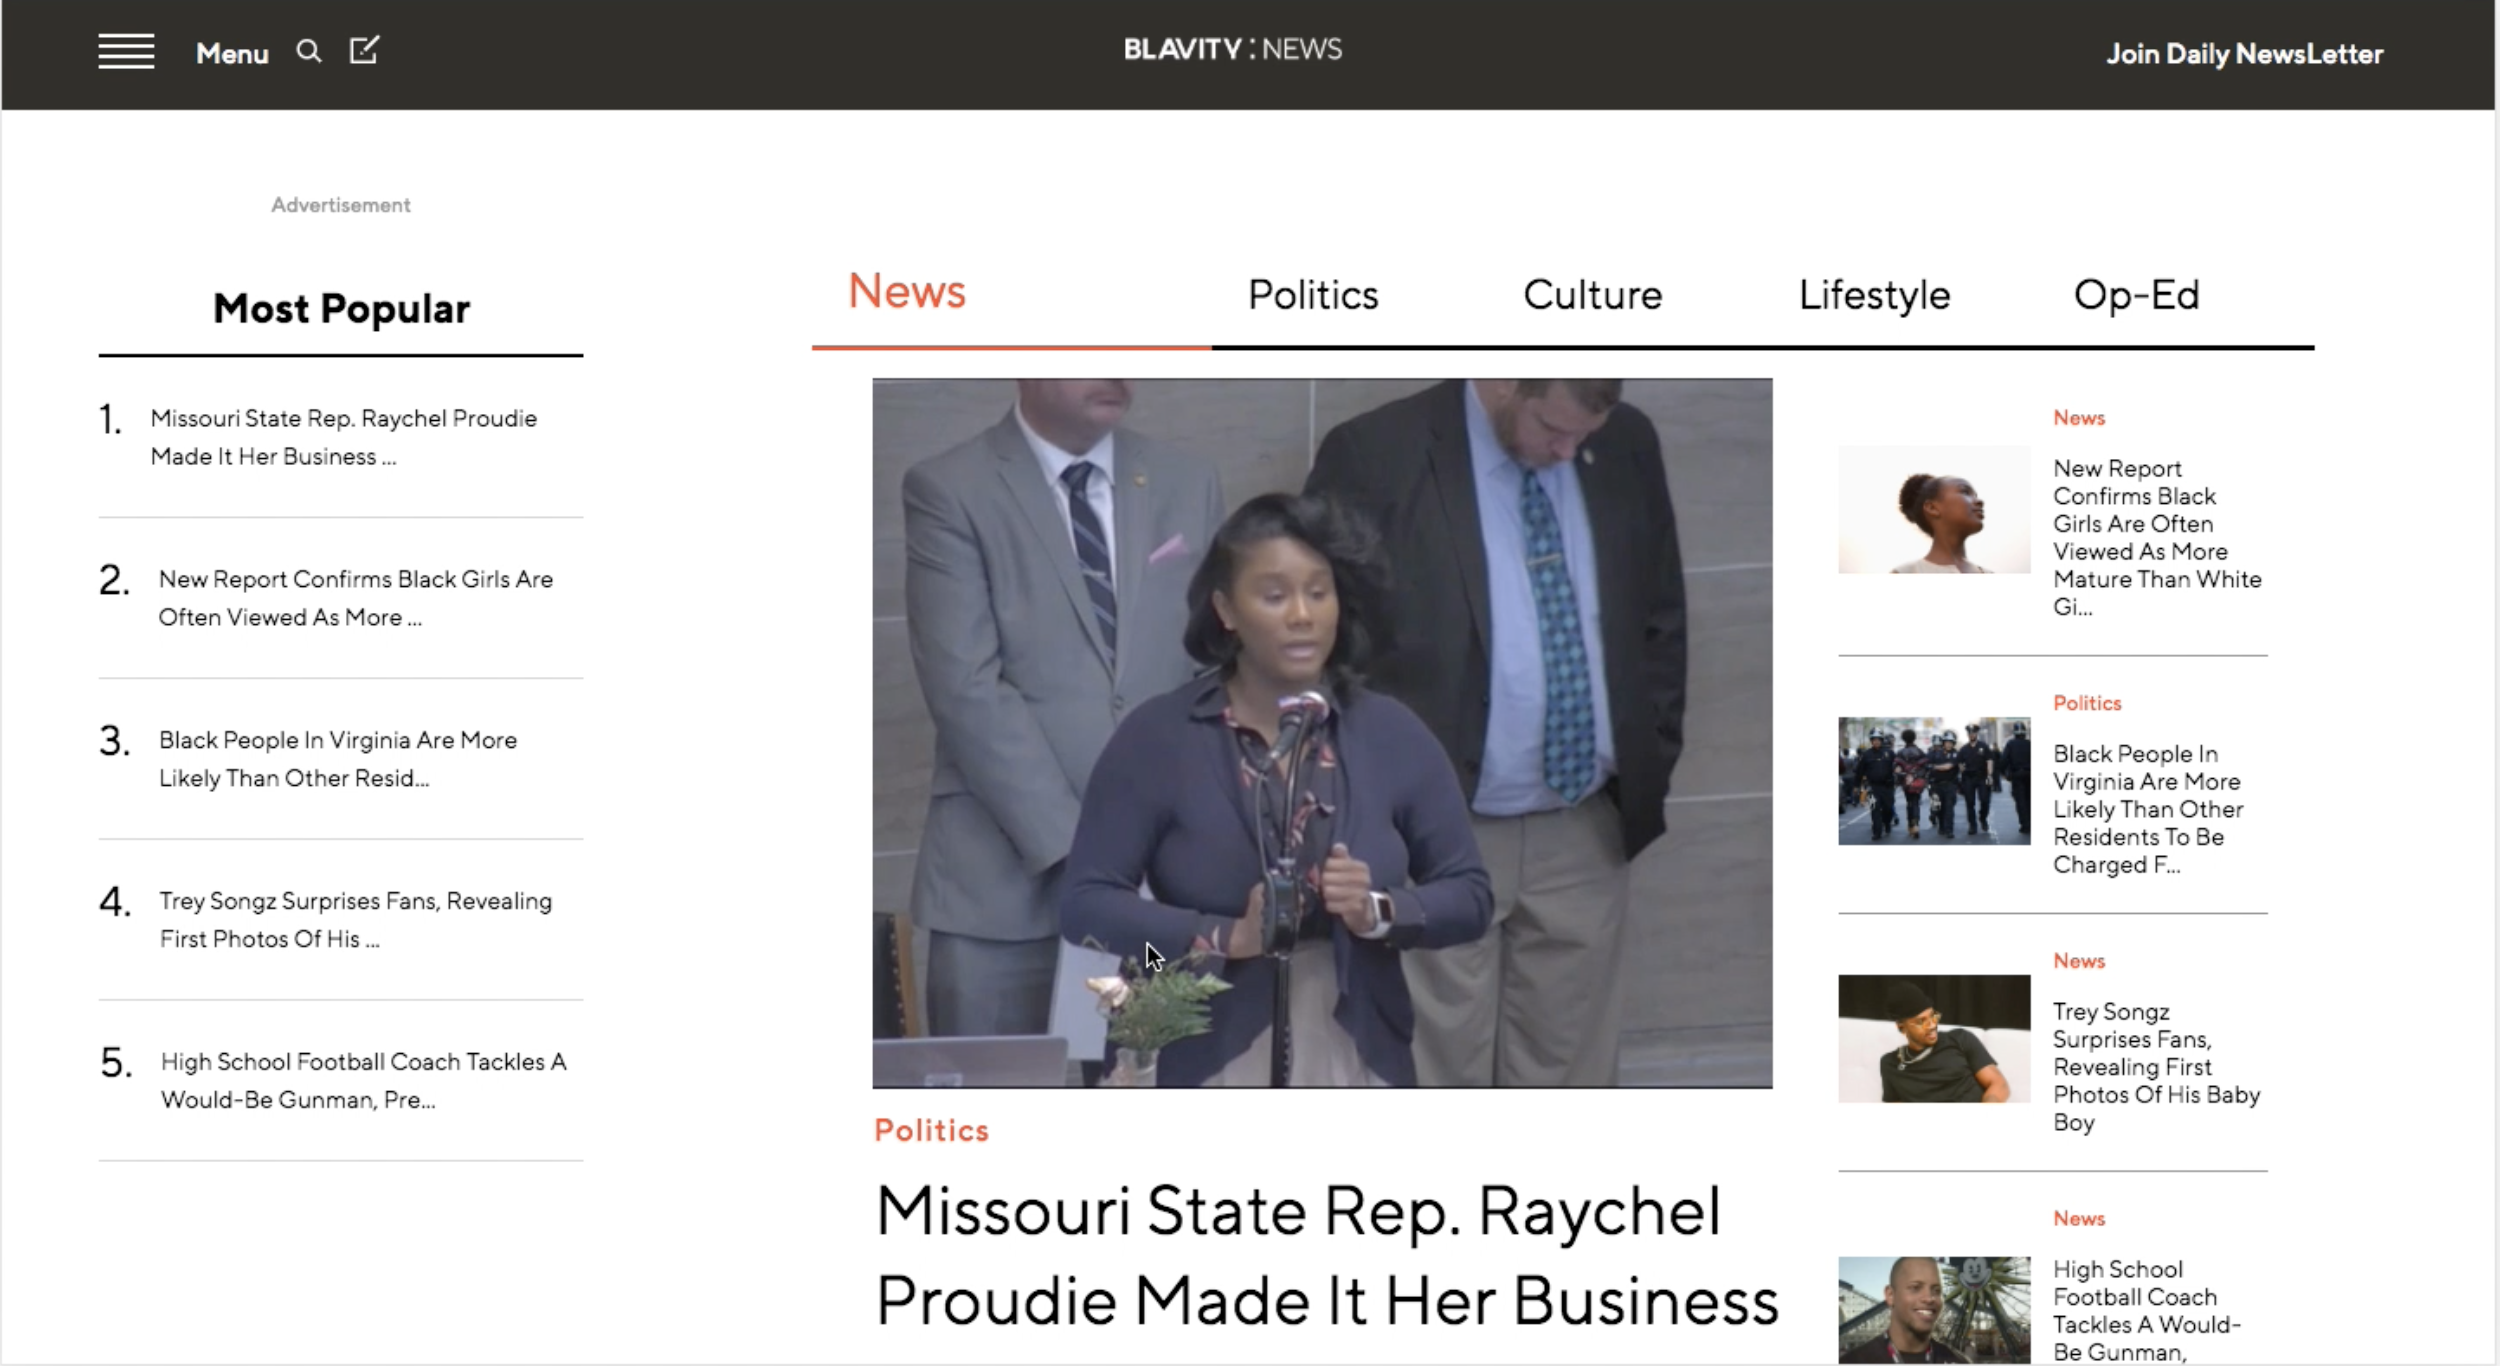 Menu
BLAVITY : NEWS
Join Daily NewsLetter
Advertisement
Most Popular
1. Missouri State Rep. Raychel Proudie
Made It Her Business ...
2. New Report Confirms Black Girls Are
Often Viewed As More ...
3. Black People In Virginia Are More
Likely Than Other Resid...
4. Trey Songz Surprises Fans, Revealing
First Photos Of His ...
5. High School Football Coach Tackles A
Would-Be Gunman, Pre...
News
Politics
Culture
Lifestyle
Op-Ed
Politics
Missouri State Rep. Raychel
Proudie Made It Her Business
News
New Report
Confirms Black
Girls Are Often
Viewed As More
Mature Than White
Gi...
Politics
Black People In
Virginia Are More
Likely Than Other
Residents To Be
Charged F...
News
Trey Songz
Surprises Fans,
Revealing First
Photos Of His Baby
Boy
News
High School
Football Coach
Tackles A Would-
Be Gunman,